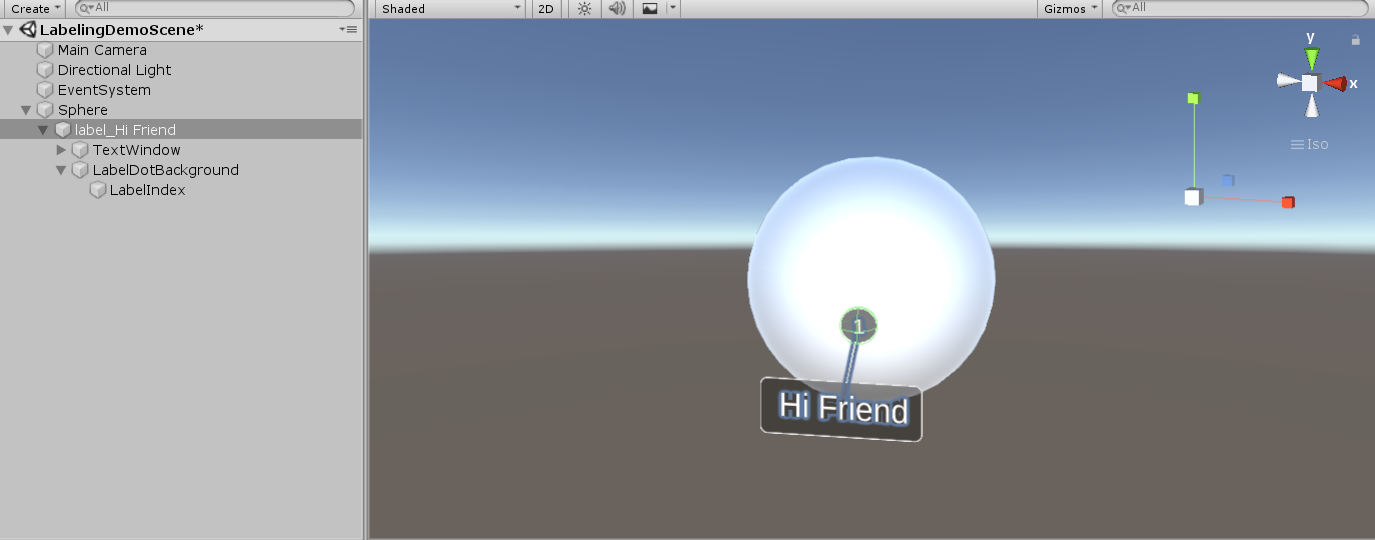 Create
All
Shaded
2D
Gizmos
All
LabelingDemoScene*
Main Camera
Directional Light
EventSystem
Sphere
label_Hi Friend
TextWindow
LabelDotBackground
LabelIndex
y
x
Iso
1
Hi Friend